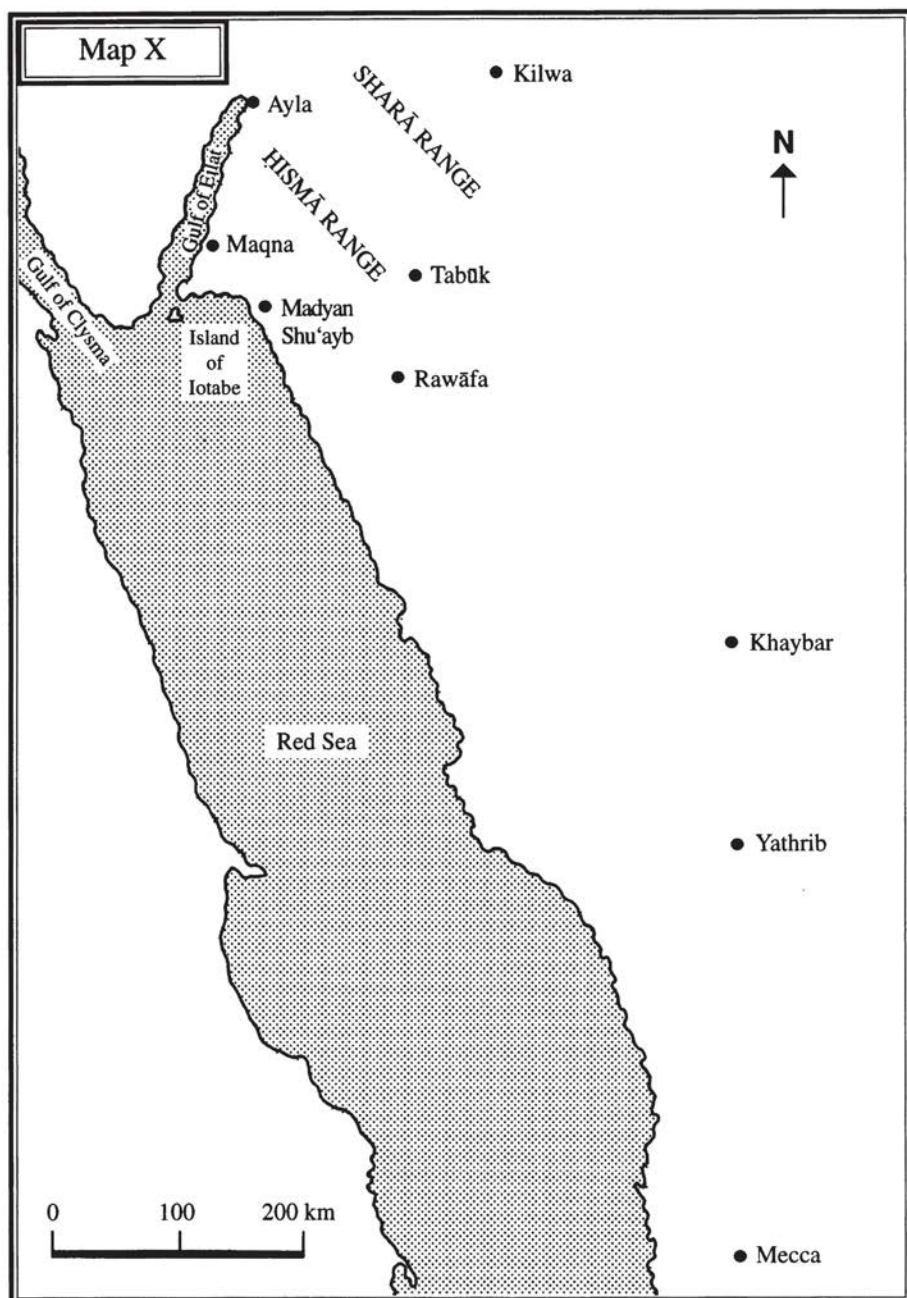 Map X
Kilwa
SHARĀ RANGE
Ayla
N
ḤISMĀ RANGE
Gulf of Eilat
Maqna
Tabūk
Gulf of Clysma
Madyan
Shu‘ayb
Island
of
Iotabe
Rawāfa
Khaybar
Red Sea
Yathrib
0 100 200 km
Mecca